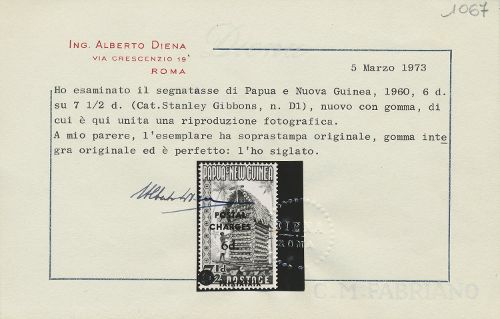 1067
ING. ALBERTO DIENA
VIA CRESCENZIO 19
ROMA
5 Marzo 1973
Ho esaminato il segnatasse di Papua e Nuova Guinea, 1960, 6 d.
su 7 1/2 d. (Cat.Stanley Gibbons, n. D1), nuovo con gomma, di
cui è qui unita una riproduzione fotografica.
A mio parere, l'esemplare ha soprastampa originale, gomma inte
gra originale ed è perfetto: l'ho siglato.
PAPUA-NEW GUINEA
POSTAL
CHARGES
6d.
POSTAGE
DIENA
ROMA
C.M.FABRIANO